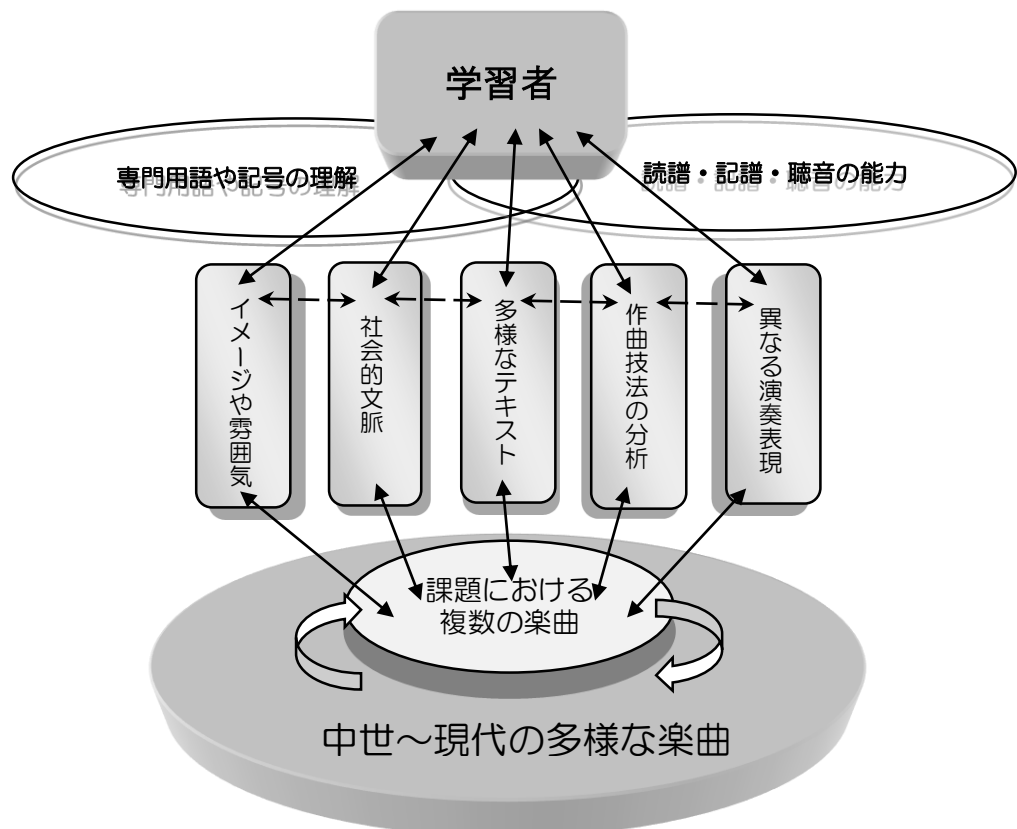 学習者
専門用語や記号の理解
読譜・記譜・聴音の能力
イメージや雰囲気
社会的文脈
多様なテキスト
作曲技法の分析
異なる演奏表現
課題における
複数の楽曲
中世～現代の多様な楽曲